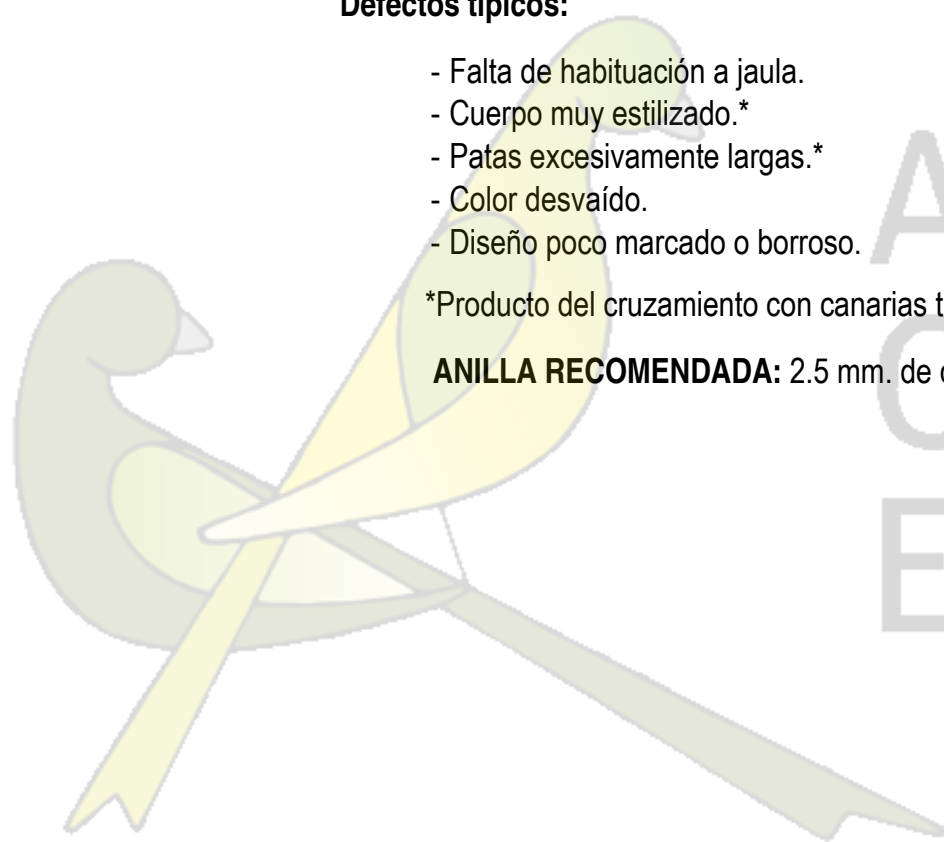 Defectos típicos:
- Falta de habituación a jaula.
- Cuerpo muy estilizado.*
- Patas excesivamente largas.*
- Color desvaído.
- Diseño poco marcado o borroso.
*Producto del cruzamiento con canarias
ANILLA RECOMENDADA: 2.5 mm. de
A
O
E